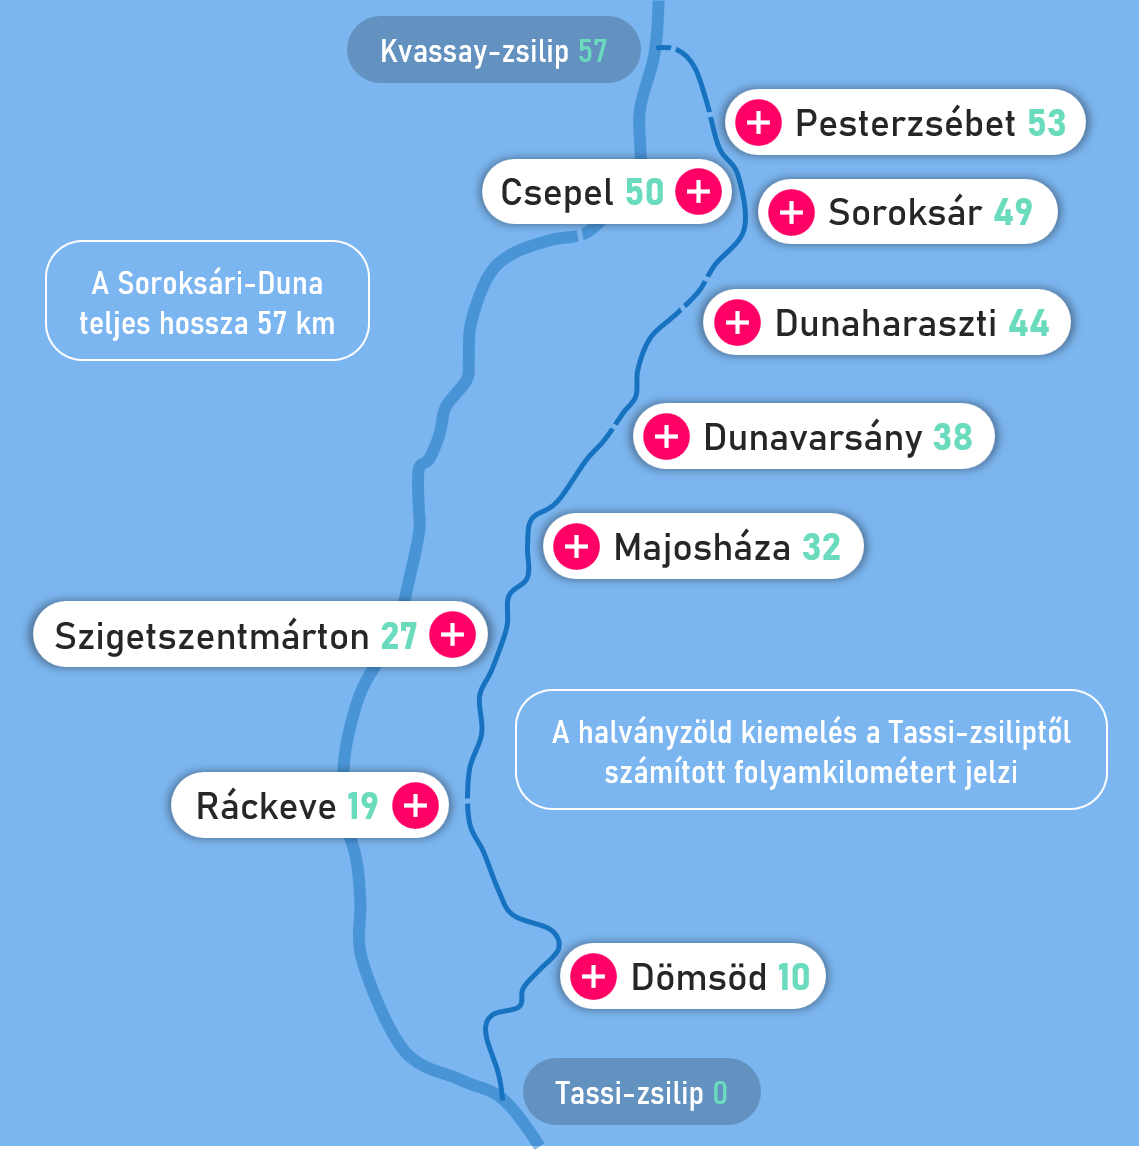 Kvassay-zsilip 57
Pesterzsébet 53
Csepel 50
Soroksár 49
A Soroksári-Duna
teljes hossza 57 km
Dunaharaszti 44
Dunavarsány 38
Majosháza 32
Szigetszentmárton 27
A halványzöld kiemelés a Tassi-zsiliptől
számított folyamkilométert jelzi
Ráckeve 19
Dömsöd 10
Tassi-zsilip 0